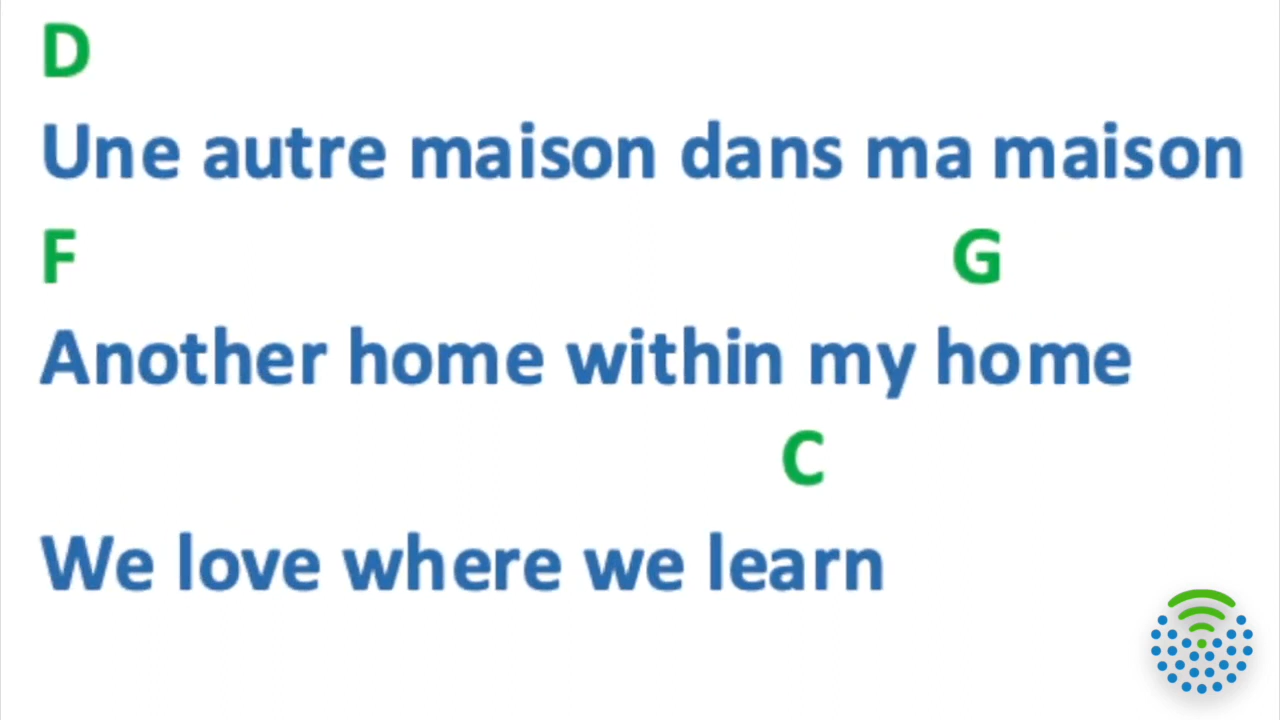 D
Une autre maison dans ma maison
F G
Another home within my home
C
We love where we learn